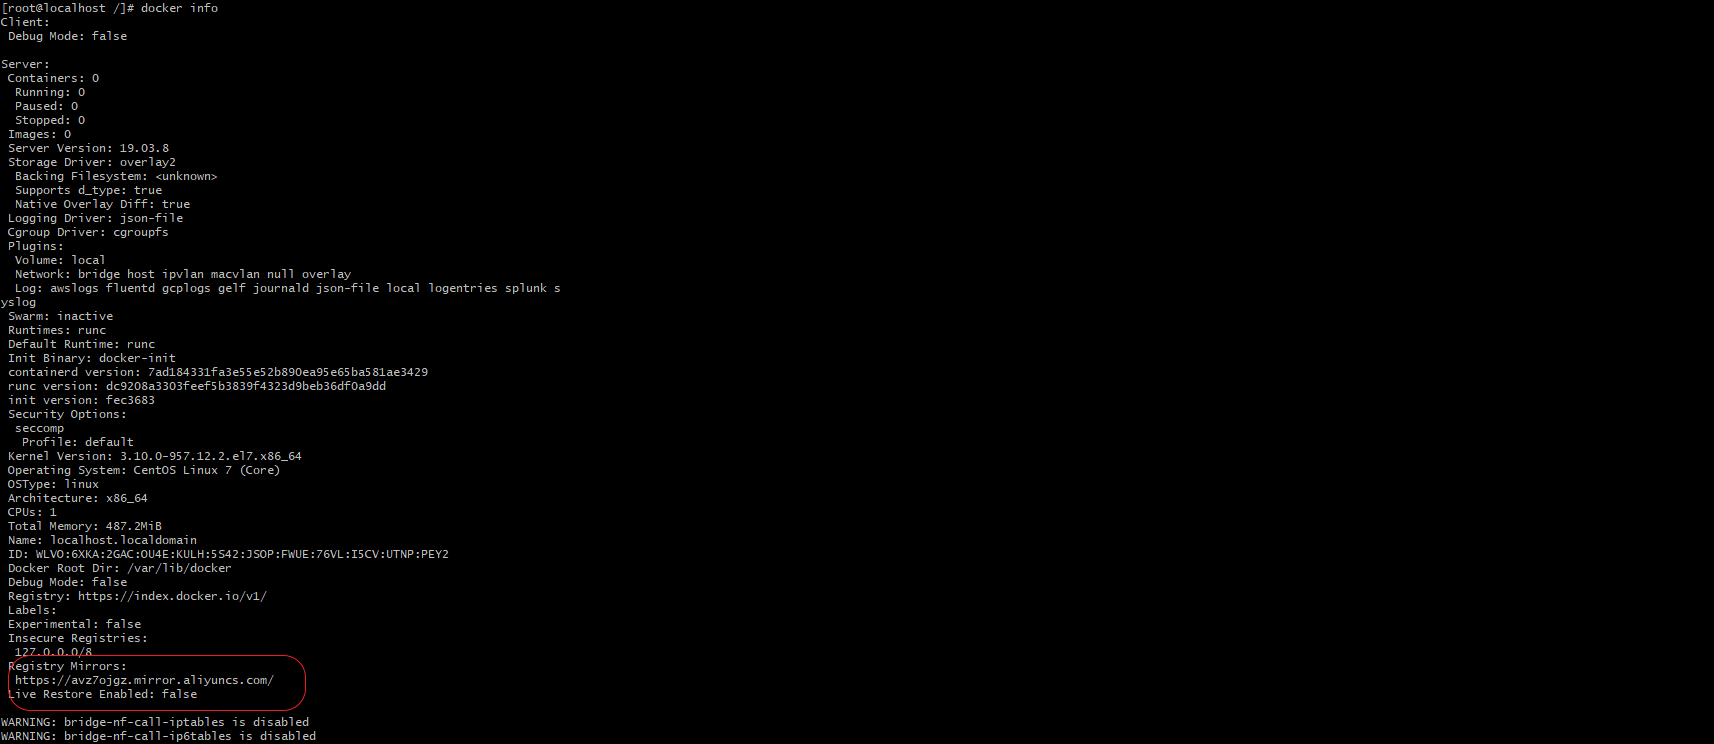 [root@localhost /]# docker info
Client:
 Debug Mode: false

Server:
 Containers: 0
  Running: 0
  Paused: 0
  Stopped: 0
 Images: 0
 Server Version: 19.03.8
 Storage Driver: overlay2
  Backing Filesystem: <unknown>
  Supports d_type: true
  Native Overlay Diff: true
 Logging Driver: json-file
 Cgroup Driver: cgroupfs
 Plugins:
  Volume: local
  Network: bridge host ipvlan macvlan null overlay
  Log: awslogs fluentd gcplogs gelf journald json-file local logentries splunk s
yslog
 Swarm: inactive
 Runtimes: runc
 Default Runtime: runc
 Init Binary: docker-init
 containerd version: 7ad184331fa3e55e52b890ea95e65ba581ae3429
 runc version: dc9208a3303feef5b3839f4323d9beb36df0a9dd
 init version: fec3683
 Security Options:
  seccomp
   Profile: default
 Kernel Version: 3.10.0-957.12.2.el7.x86_64
 Operating System: CentOS Linux 7 (Core)
 OSType: linux
 Architecture: x86_64
 CPUs: 1
 Total Memory: 487.2MiB
 Name: localhost.localdomain
 ID: WLVO:6XKA:2GAC:OU4E:KULH:5S42:JSOP:FWUE:76VL:I5CV:UTNP:PEY2
 Docker Root Dir: /var/lib/docker
 Debug Mode: false
 Registry: https://index.docker.io/v1/
 Labels:
 Experimental: false
 Insecure Registries:
  127.0.0.0/8
 Registry Mirrors:
  https://avz7ojgz.mirror.aliyuncs.com/
 Live Restore Enabled: false

WARNING: bridge-nf-call-iptables is disabled
WARNING: bridge-nf-call-ip6tables is disabled